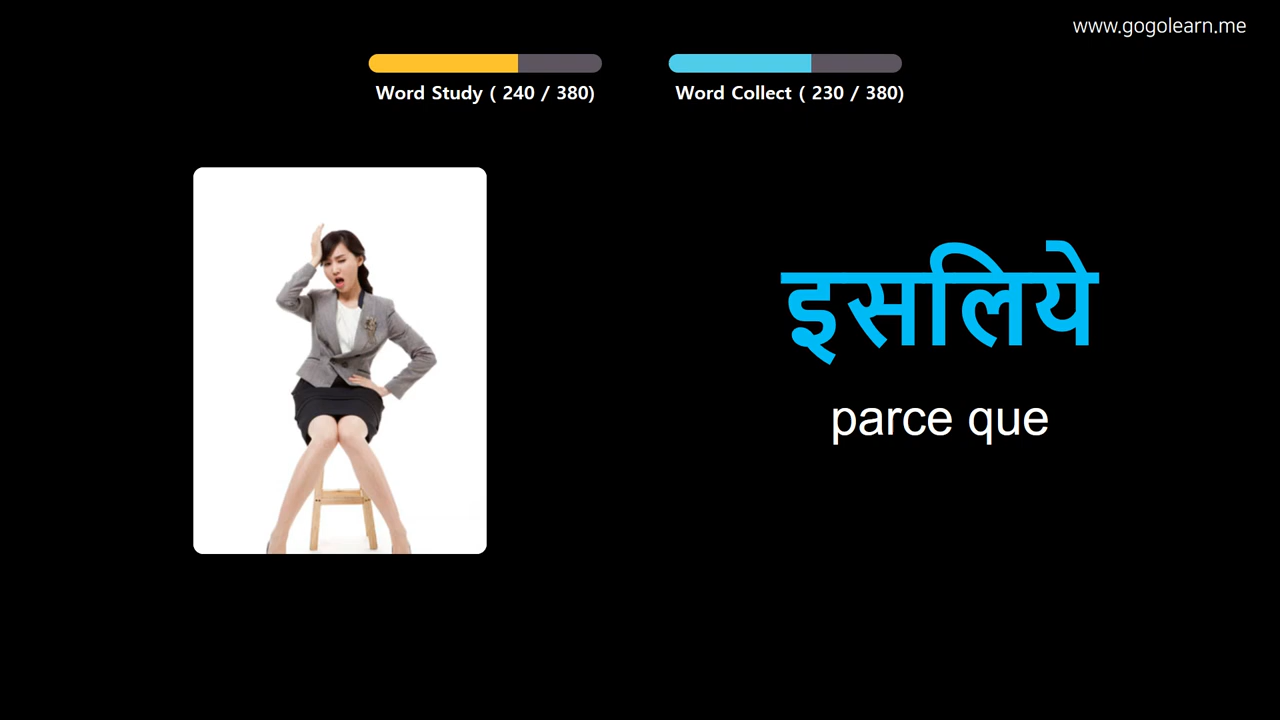 www.gogolearn.me
Word Study ( 240 / 380)
Word Collect ( 230 / 380)
इसलिये
parce que